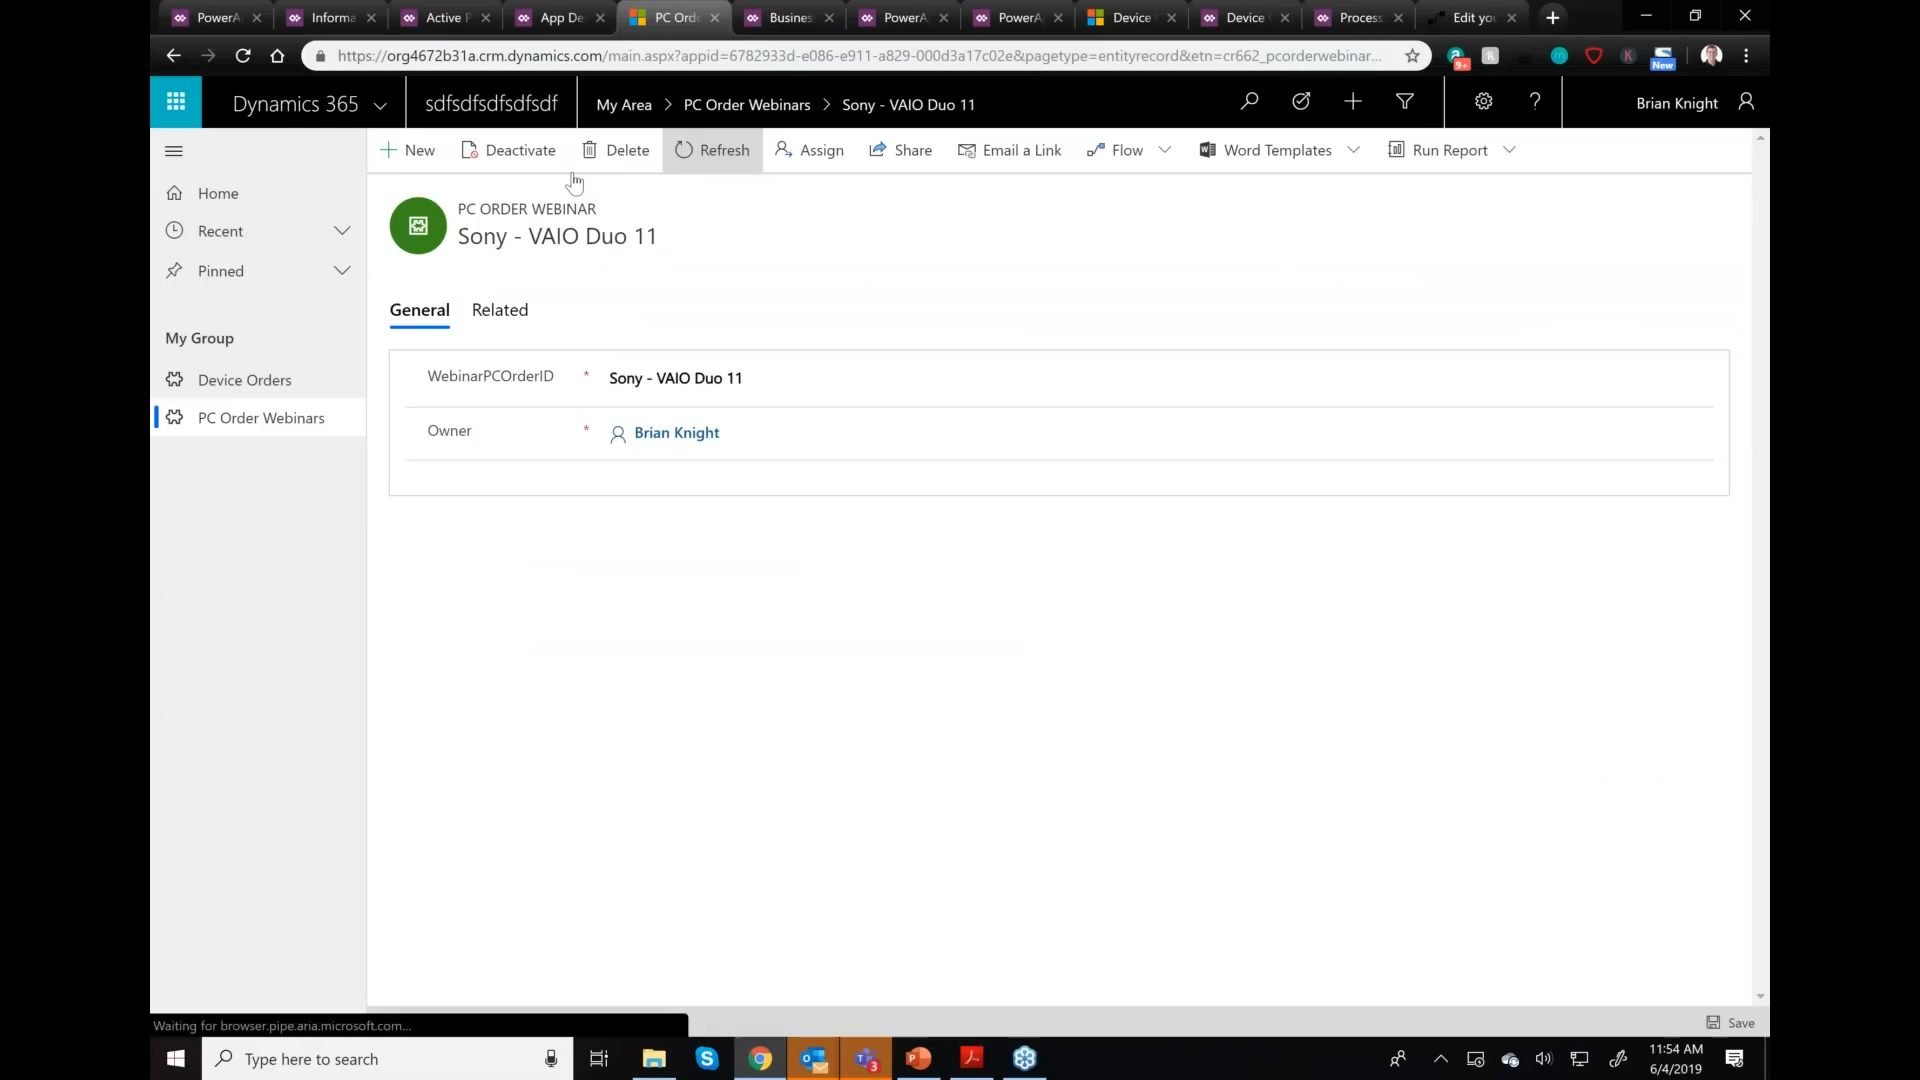 PowerA
Informa
Active P
App De
PC Orde
Busines
PowerA
PowerA
Device
Device
Process
Edit yo
https://org4672b31a.crm.dynamics.com/main.aspx?appid=6782933d-e086-e911-a829-000d3a17c02e&pagetype=entityrecord&etn=cr662_pcorderwebinar...
9+
New
Dynamics 365
sdfsdfsdfsdfsdf
My Area > PC Order Webinars > Sony - VAIO Duo 11
Brian Knight
New
Deactivate
Delete
Refresh
Assign
Share
Email a Link
Flow
Word Templates
Run Report
Home
Recent
Pinned
My Group
Device Orders
PC Order Webinars
PC ORDER WEBINAR
Sony - VAIO Duo 11
General
Related
WebinarPCOrderID * Sony - VAIO Duo 11
Owner * Brian Knight
Waiting for browser.pipe.aria.microsoft.com...
Save
Type here to search
3
11:54 AM
6/4/2019